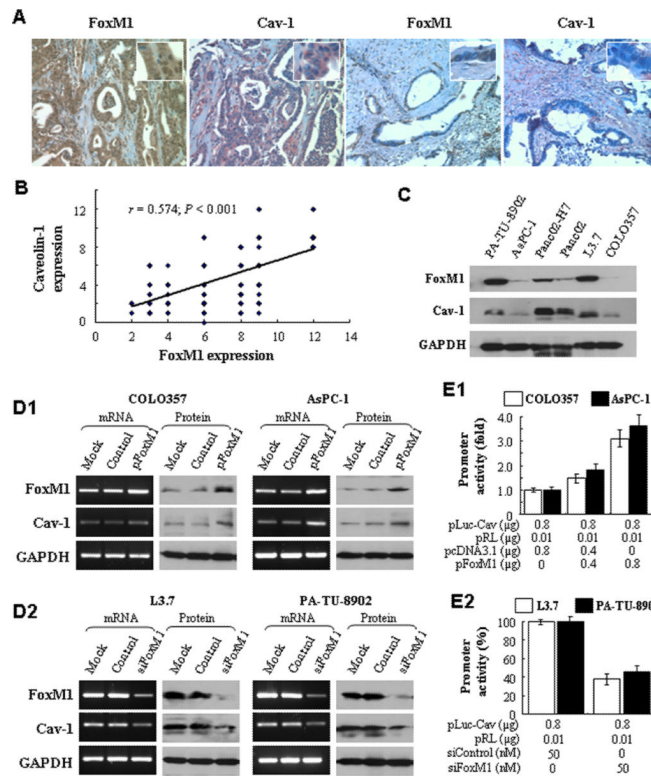 A
FoxM1 Cav-1 FoxM1 Cav-1
B
r = 0.574; P < 0.001
Caveolin-1 expression
16
12
8
4
0
0 2 4 6 8 10 12 14
FoxM1 expression
C
PA-TU-8902 AsPC-1 Panc02-H7 Panc02 L3.7 COLO357
FoxM1
Cav-1
GAPDH
D1
COLO357 AsPC-1
mRNA Protein mRNA Protein
Mock Control pFoxM1 Mock Control pFoxM1 Mock Control pFoxM1 Mock Control pFoxM1
FoxM1
Cav-1
GAPDH
D2
L3.7 PA-TU-8902
mRNA Protein mRNA Protein
Mock Control siFoxM1 Mock Control siFoxM1 Mock Control siFoxM1 Mock Control siFoxM1
FoxM1
Cav-1
GAPDH
E1
COLO357 AsPC-1
Promoter activity (fold)
4.0
3.0
2.0
1.0
0
pLuc-Cav (µg) 0.8 0.8 0.8
pRL (µg) 0.01 0.01 0.01
pcDNA3.1 (µg) 0.8 0.4 0
pFoxM1 (µg) 0 0.4 0.8
E2
L3.7 PA-TU-8902
Promoter activity (%)
100
80
60
40
20
0
pLuc-Cav (µg) 0.8 0.8
pRL (µg) 0.01 0.01
siControl (nM) 50 0
siFoxM1 (nM) 0 50